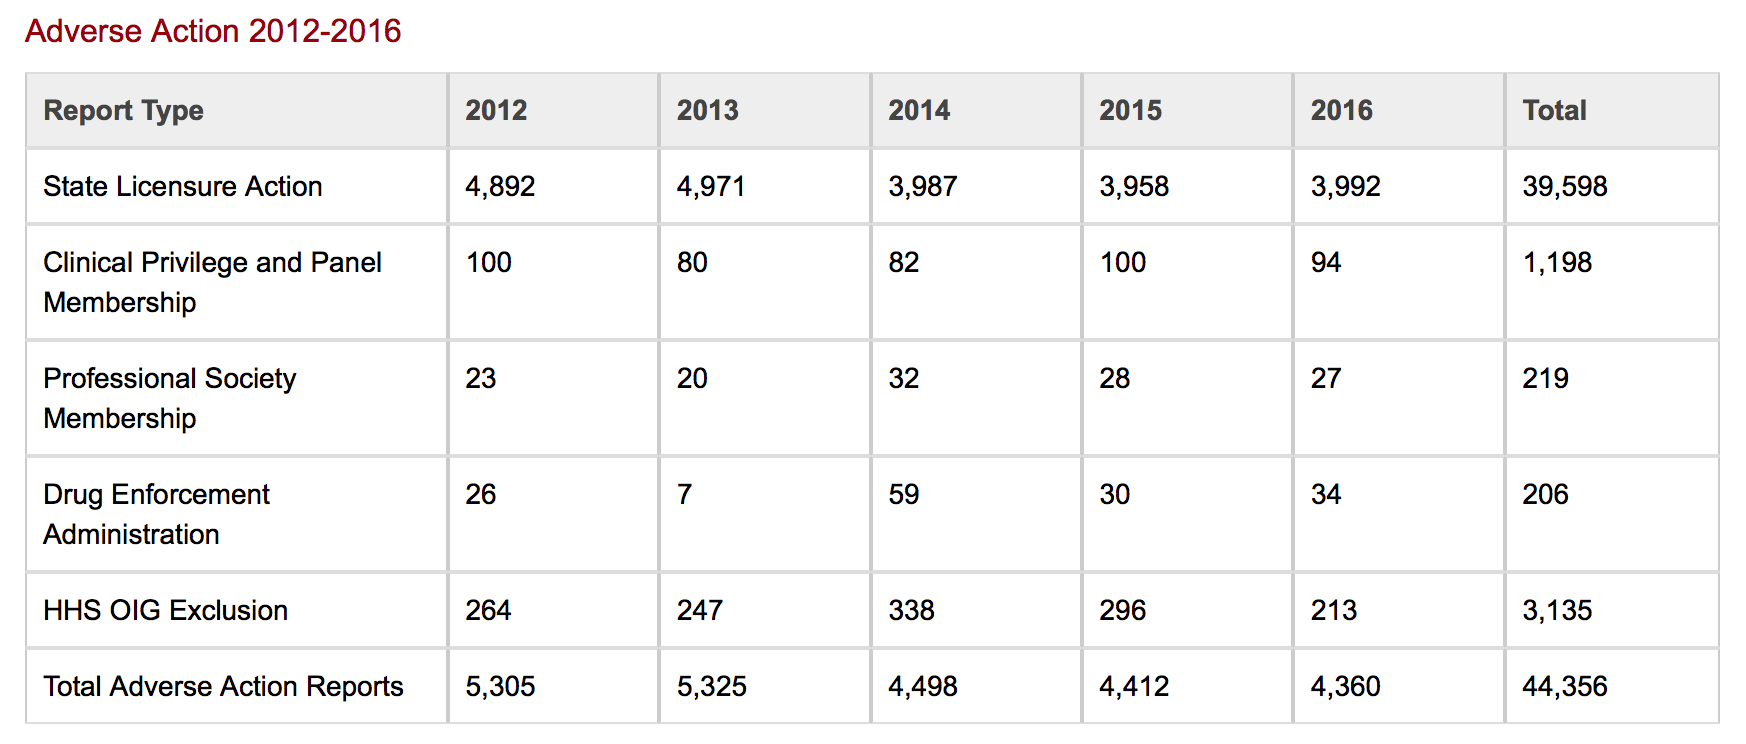 Adverse Action 2012-2016
Report Type 2012 2013 2014 2015 2016 Total
State Licensure Action 4,892 4,971 3,987 3,958 3,992 39,598
Clinical Privilege and Panel 100 80 82 100 94 1,198
Membership
Professional Society 23 20 32 28 27 219
Membership
Drug Enforcement 26 7 59 30 34 206
Administration
HHS OIG Exclusion 264 247 338 296 213 3,135
Total Adverse Action Reports 5,305 5,325 4,498 4,412 4,360 44,356